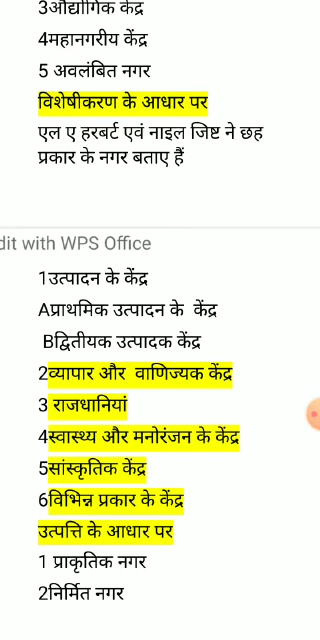 3औद्योगिक केंद्र
4महानगरीय केंद्र
5 अवलंबित नगर
विशेषीकरण के आधार पर
एल ए हरबर्ट एवं नाइल जिष्ट ने छह
प्रकार के नगर बताए हैं
dit with WPS Office
1उत्पादन के केंद्र
Aप्राथमिक उत्पादन के केंद्र
Bद्वितीयक उत्पादक केंद्र
2व्यापार और वाणिज्यक केंद्र
3 राजधानियां
4स्वास्थ्य और मनोरंजन के केंद्र
5सांस्कृतिक केंद्र
6विभिन्न प्रकार के केंद्र
उत्पत्ति के आधार पर
1 प्राकृतिक नगर
2निर्मित नगर